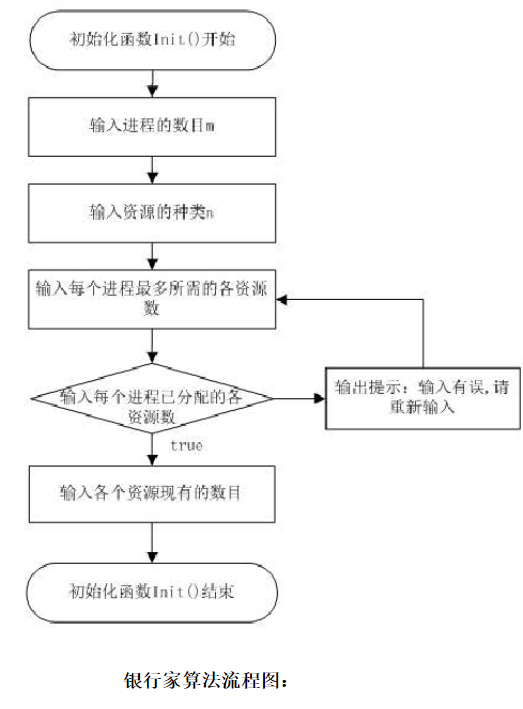 初始化函数Init()开始
输入进程的数目m
输入资源的种类n
输入每个进程最多所需的各资源
数
输入每个进程已分配的各
资源数
输出提示：输入有误,请
重新输入
true
输入各个资源现有的数目
初始化函数Init()结束
银行家算法流程图：